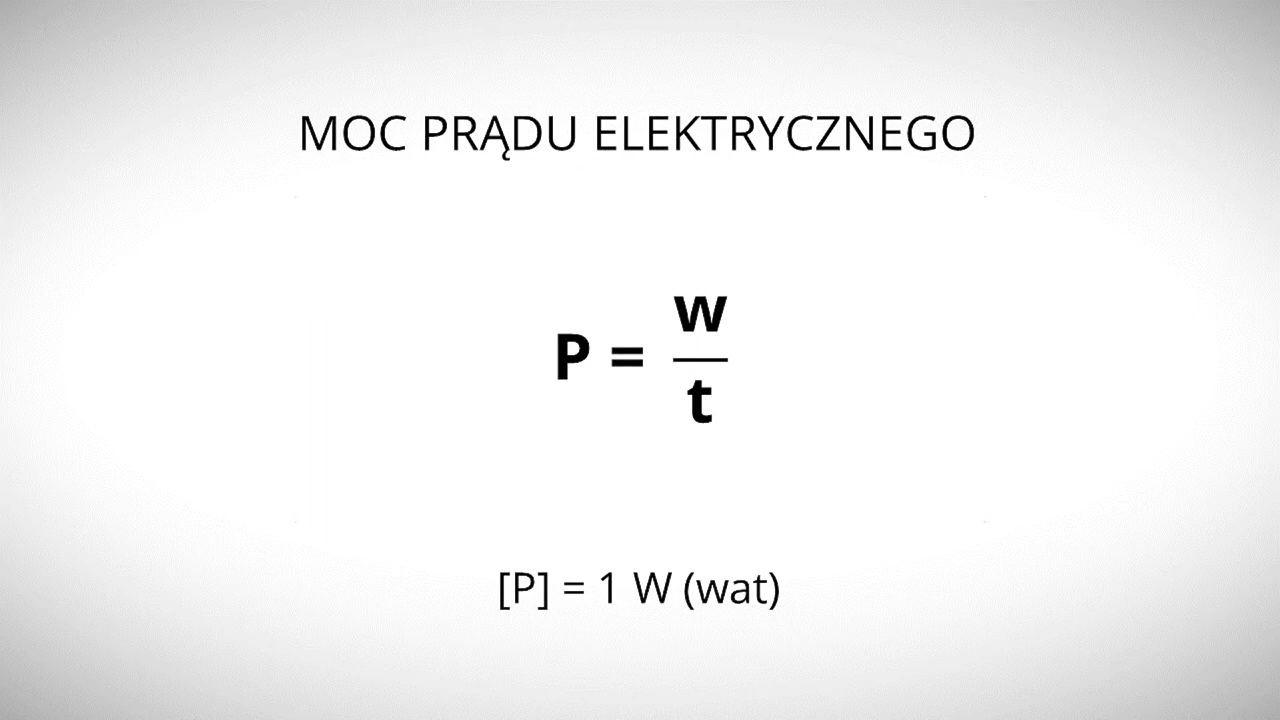 MOC PRĄDU ELEKTRYCZNEGO
P = w/t
[P] = 1 W (wat)